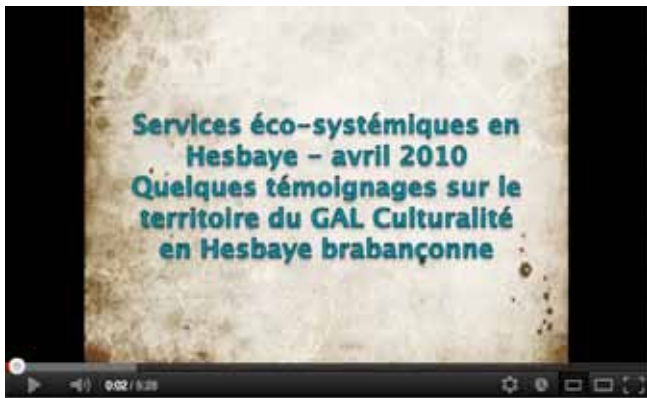 Services éco-systémiques en
Hesbaye - avril 2010
Quelques témoignages sur le
territoire du GAL Culturalité
en Hesbaye brabançonne
0:02 / 5:28